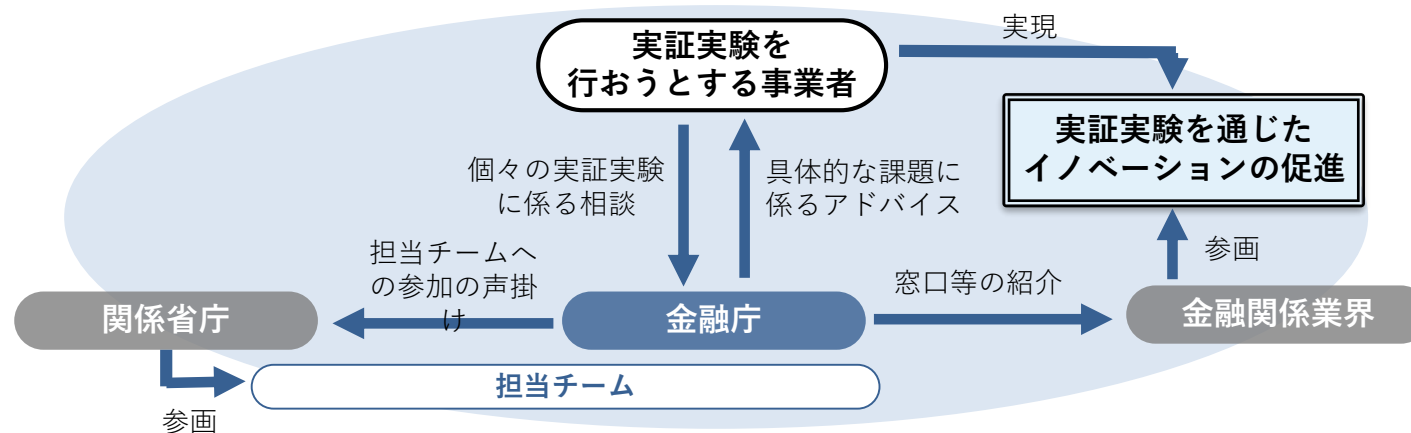 実現
実証実験を
行おうとする事業者
実証実験を通じた
イノベーションの促進
個々の実証実験
に係る相談
具体的な課題に
係るアドバイス
担当チームへ
の参加の声掛
け
窓口等の紹介
参画
関係省庁
金融庁
金融関係業界
担当チーム
参画